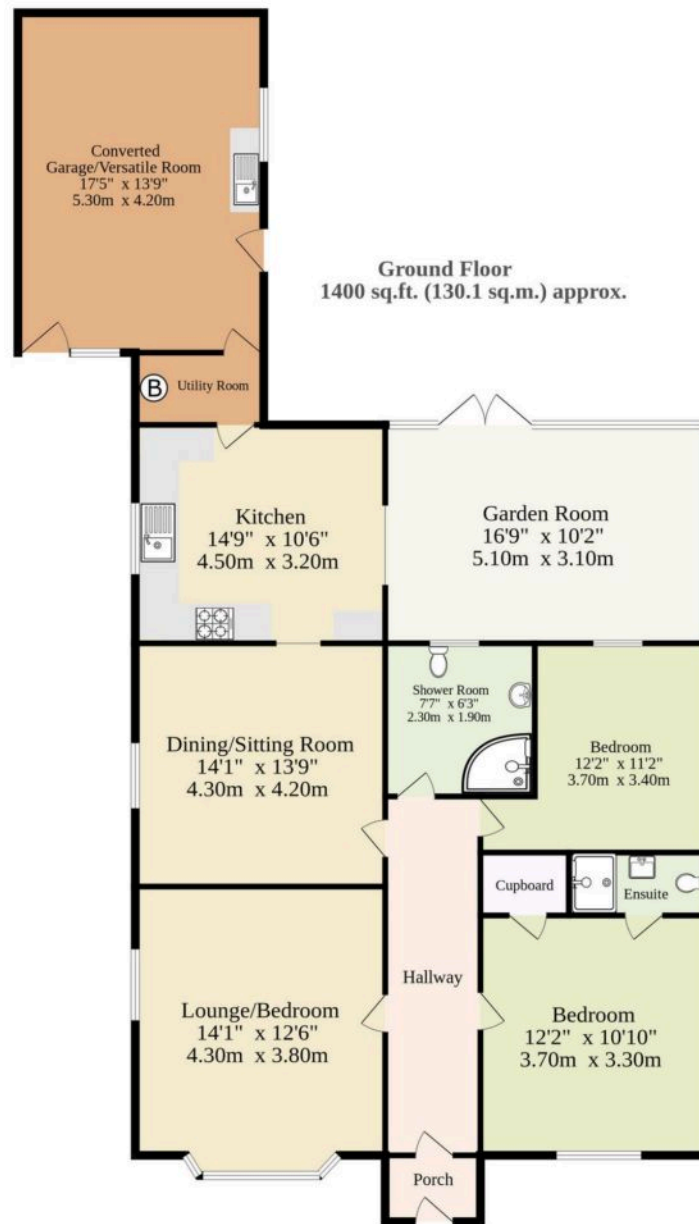 Converted
Garage/Versatile Room
17'5" x 13'9"
5.30m x 4.20m
Ground Floor
1400 sq.ft. (130.1 sq.m.) approx.
B
Utility Room
Kitchen
14'9" x 10'6"
4.50m x 3.20m
Garden Room
16'9" x 10'2"
5.10m x 3.10m
Shower Room
7'7" x 6'3"
2.30m x 1.90m
Dining/Sitting Room
14'1" x 13'9"
4.30m x 4.20m
Bedroom
12'2" x 11'2"
3.70m x 3.40m
Cupboard
Ensuite
Hallway
Lounge/Bedroom
14'1" x 12'6"
4.30m x 3.80m
Bedroom
12'2" x 10'10"
3.70m x 3.30m
Porch